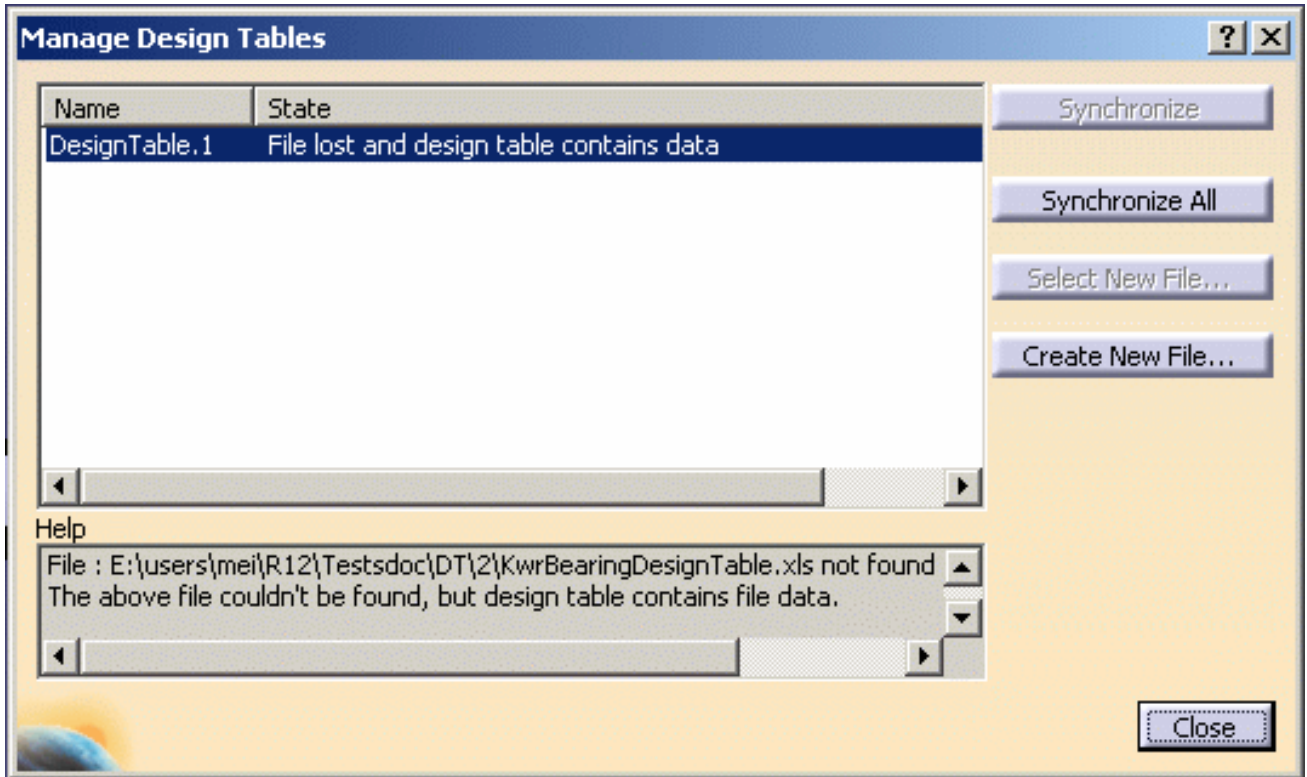 Manage Design Tables
Name State
DesignTable.1 File lost and design table contains data
Synchronize
Synchronize All
Select New File...
Create New File...
Help
File : E:\users\mei\R12\Testsdoc\DT\2\KwrBearingDesignTable.xls not found
The above file couldn't be found, but design table contains file data.
Close